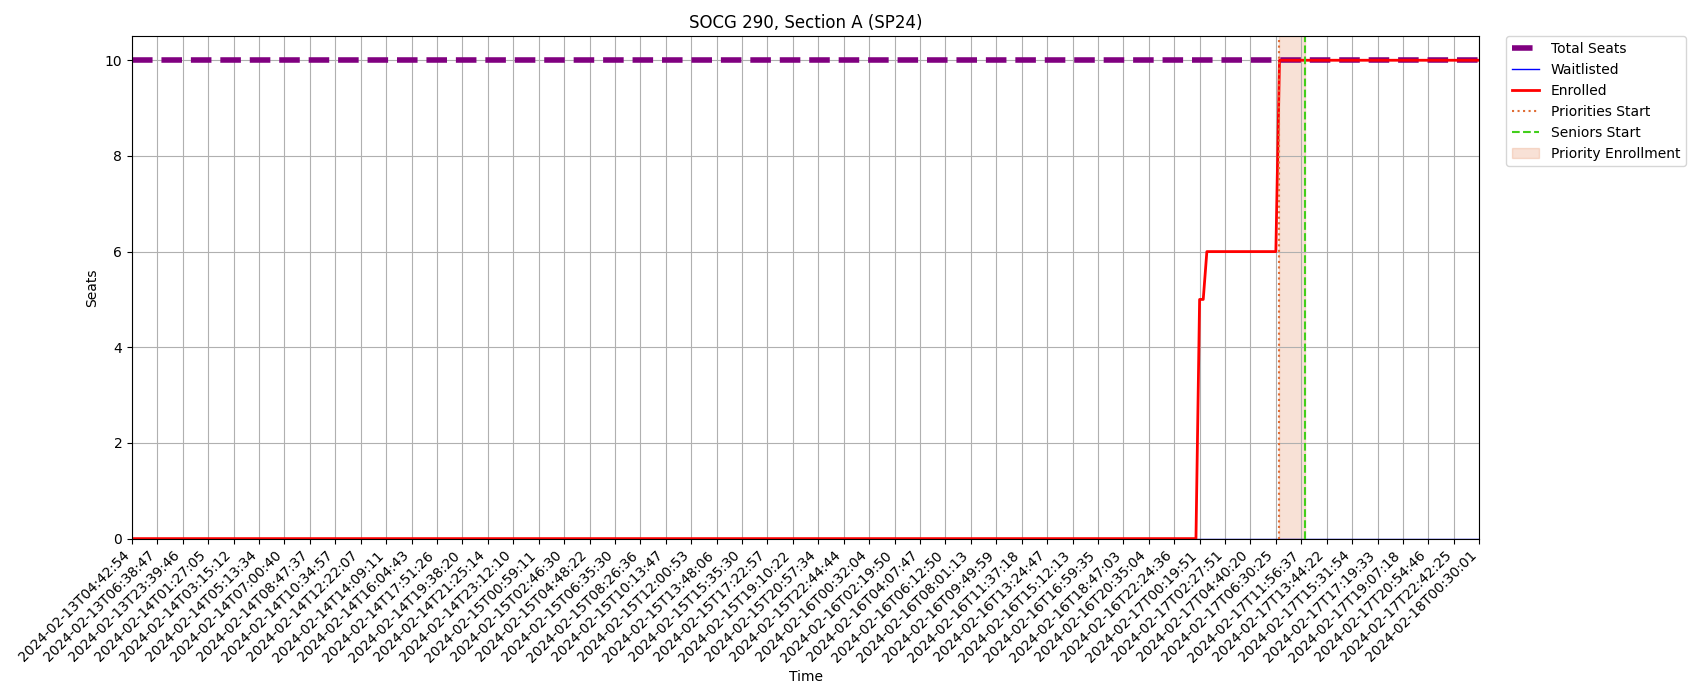 SOCG 290, Section A (SP24)
Total Seats
Waitlisted
Enrolled
Priorities Start
Seniors Start
Priority Enrollment
10
8
6
4
2
0
Seats
2024-02-13T04:42:54
2024-02-13T06:38:47
2024-02-13T23:39:46
2024-02-14T01:27:05
2024-02-14T03:15:12
2024-02-14T05:13:34
2024-02-14T07:00:40
2024-02-14T08:47:37
2024-02-14T10:34:57
2024-02-14T12:22:07
2024-02-14T14:09:11
2024-02-14T16:04:43
2024-02-14T17:51:26
2024-02-14T19:38:20
2024-02-14T21:25:14
2024-02-14T23:12:10
2024-02-15T00:59:11
2024-02-15T02:46:30
2024-02-15T04:48:22
2024-02-15T06:35:30
2024-02-15T08:26:36
2024-02-15T10:13:47
2024-02-15T12:00:53
2024-02-15T13:48:06
2024-02-15T15:35:30
2024-02-15T17:22:57
2024-02-15T19:10:22
2024-02-15T20:57:34
2024-02-15T22:44:44
2024-02-16T00:32:04
2024-02-16T02:19:50
2024-02-16T04:07:47
2024-02-16T06:12:50
2024-02-16T08:01:13
2024-02-16T09:49:59
2024-02-16T11:37:18
2024-02-16T13:24:47
2024-02-16T15:12:13
2024-02-16T16:59:35
2024-02-16T18:47:03
2024-02-16T20:35:04
2024-02-16T22:24:36
2024-02-17T00:19:51
2024-02-17T02:27:51
2024-02-17T04:40:20
2024-02-17T06:30:25
2024-02-17T11:56:37
2024-02-17T13:44:22
2024-02-17T15:31:54
2024-02-17T17:19:33
2024-02-17T19:07:18
2024-02-17T20:54:46
2024-02-17T22:42:25
2024-02-18T00:30:01
Time